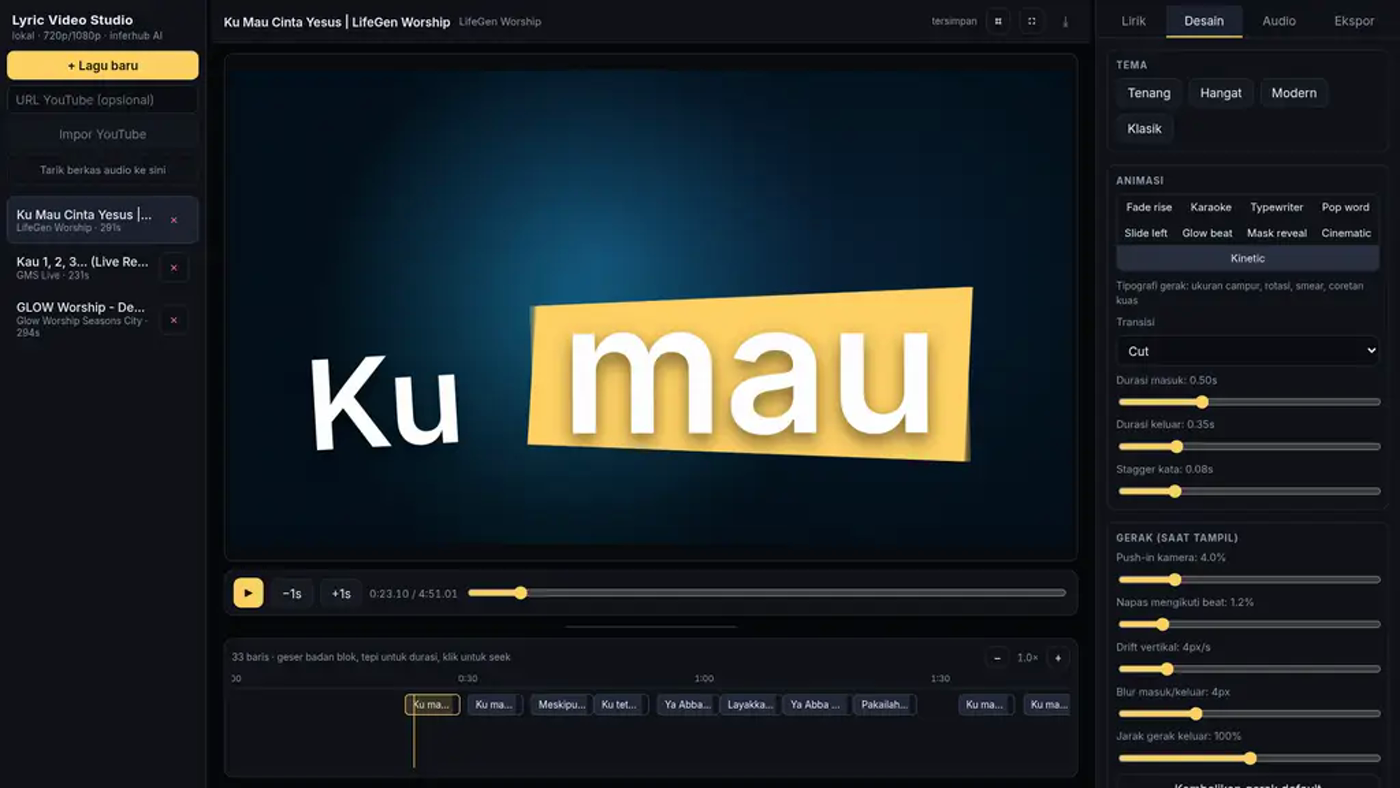 Lyric Video Studio
lokal · 720p/1080p · inferhub AI
+ Lagu baru
URL YouTube (opsional)
Impor YouTube
Tarik berkas audio ke sini
Ku Mau Cinta Yesus |...
LifeGen Worship · 291s
×
Kau 1, 2, 3... (Live Re...
GMS Live · 231s
×
GLOW Worship - De...
Glow Worship Seasons City ·
294s
×
Ku Mau Cinta Yesus | LifeGen Worship LifeGen Worship
tersimpan
Ku mau
−1s
+1s
0:23.10 / 4:51.01
33 baris · geser badan blok, tepi untuk durasi, klik untuk seek
− 1.0× +
00 0:30 1:00 1:30
Ku ma... Ku ma... Meskipu... Ku tet... Ya Abba... Layakka... Ya Abba ... Pakailah... Ku ma... Ku ma...
Lirik Desain Audio Ekspor
TEMA
Tenang Hangat Modern
Klasik
ANIMASI
Fade rise Karaoke Typewriter Pop word
Slide left Glow beat Mask reveal Cinematic
Kinetic
Tipografi gerak: ukuran campur, rotasi, smear, coretan
kuas
Transisi
Cut
Durasi masuk: 0.50s
Durasi keluar: 0.35s
Stagger kata: 0.08s
GERAK (SAAT TAMPIL)
Push-in kamera: 4.0%
Napas mengikuti beat: 1.2%
Drift vertikal: 4px/s
Blur masuk/keluar: 4px
Jarak gerak keluar: 100%
Kembalikan gerak default